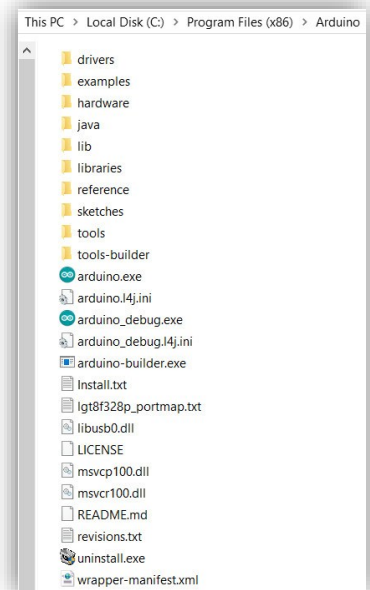 This PC > Local Disk (C:) > Program Files (x86) > Arduino
drivers
examples
hardware
java
lib
libraries
reference
sketches
tools
tools-builder
arduino.exe
arduino.l4j.ini
arduino_debug.exe
arduino_debug.l4j.ini
arduino-builder.exe
Install.txt
lgt8f328p_portmap.txt
libusb0.dll
LICENSE
msvcp100.dll
msvcr100.dll
README.md
revisions.txt
uninstall.exe
wrapper-manifest.xml